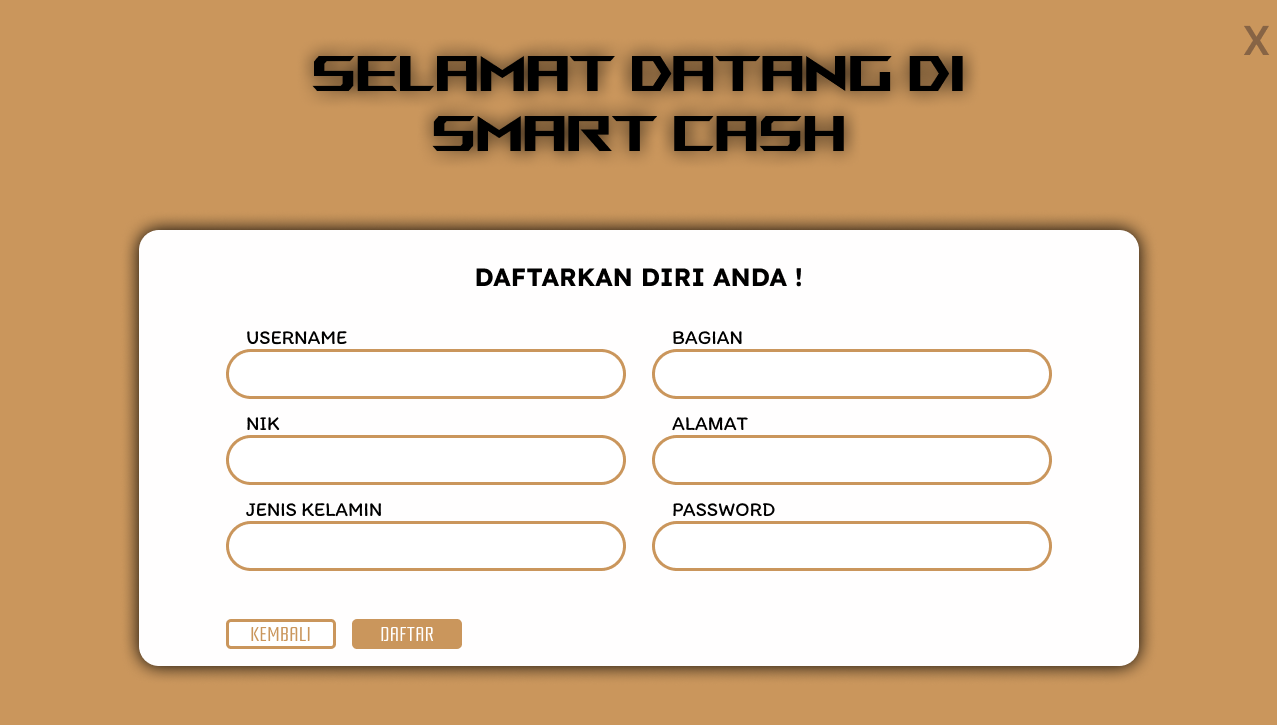 X
SELAMAT DATANG DI
SMART CASH
DAFTARKAN DIRI ANDA !
USERNAME
BAGIAN
NIK
ALAMAT
JENIS KELAMIN
PASSWORD
KEMBALI
DAFTAR